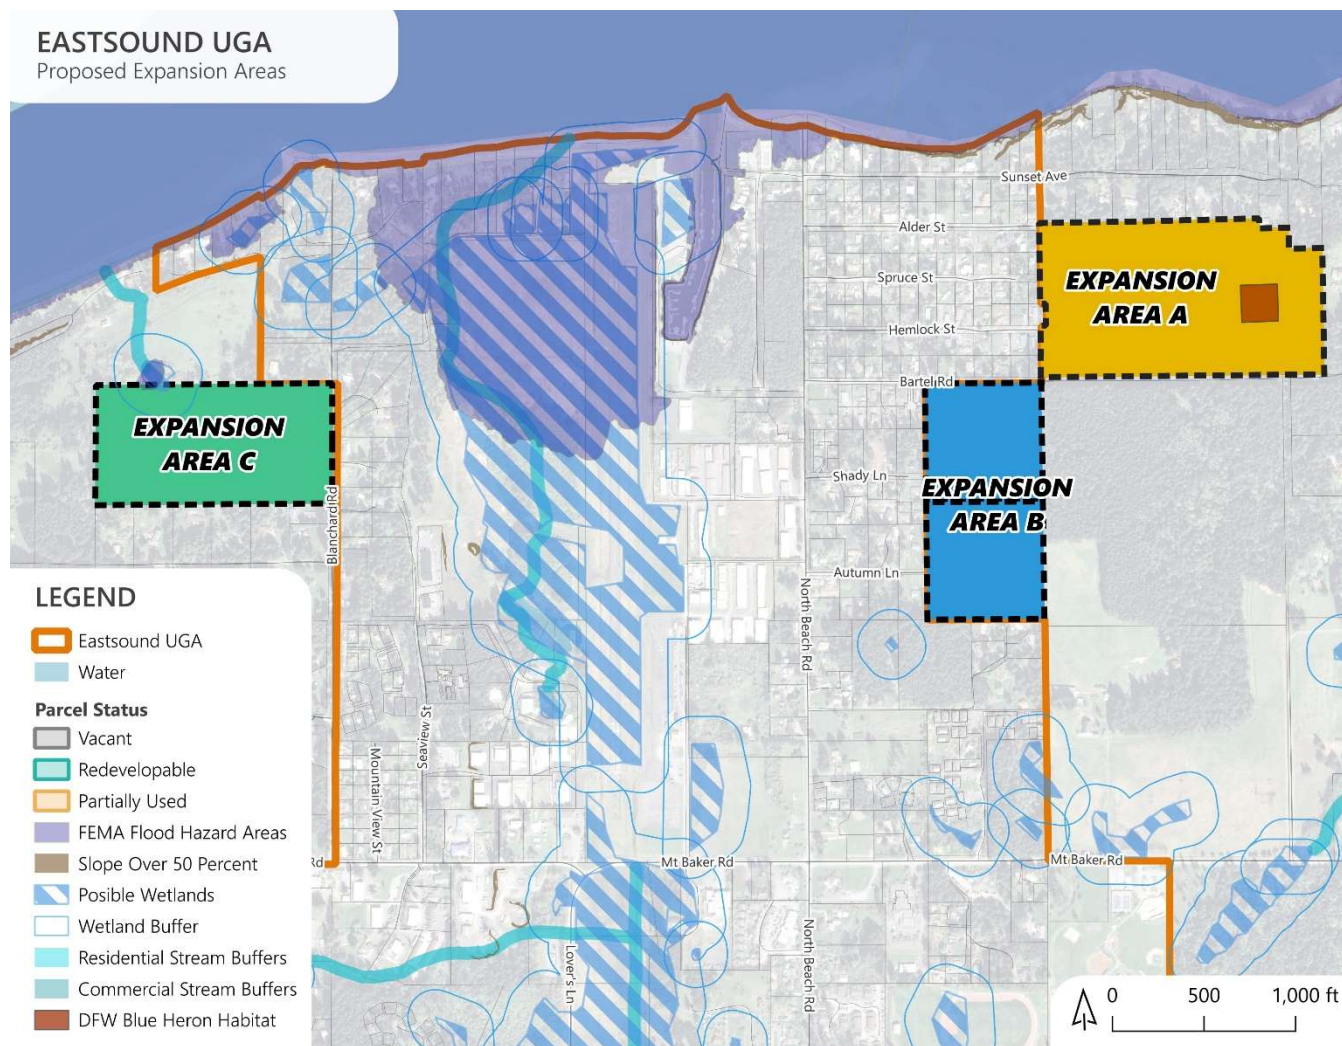 EASTSOUND UGA
Proposed Expansion Areas
Sunset Ave
Alder St
Spruce St
Hemlock St
Bartel Rd
EXPANSION
AREA A
EXPANSION
AREA C
Shady Ln
EXPANSION
AREA B
Autumn Ln
Blanchard Rd
North Beach Rd
Seaview St
Mountain View St
Rd
Mt Baker Rd
Mt Baker Rd
Lover's Ln
North Beach Rd
LEGEND
Eastsound UGA
Water
Parcel Status
Vacant
Redevelopable
Partially Used
FEMA Flood Hazard Areas
Slope Over 50 Percent
Posible Wetlands
Wetland Buffer
Residential Stream Buffers
Commercial Stream Buffers
DFW Blue Heron Habitat
0 500 1,000 ft